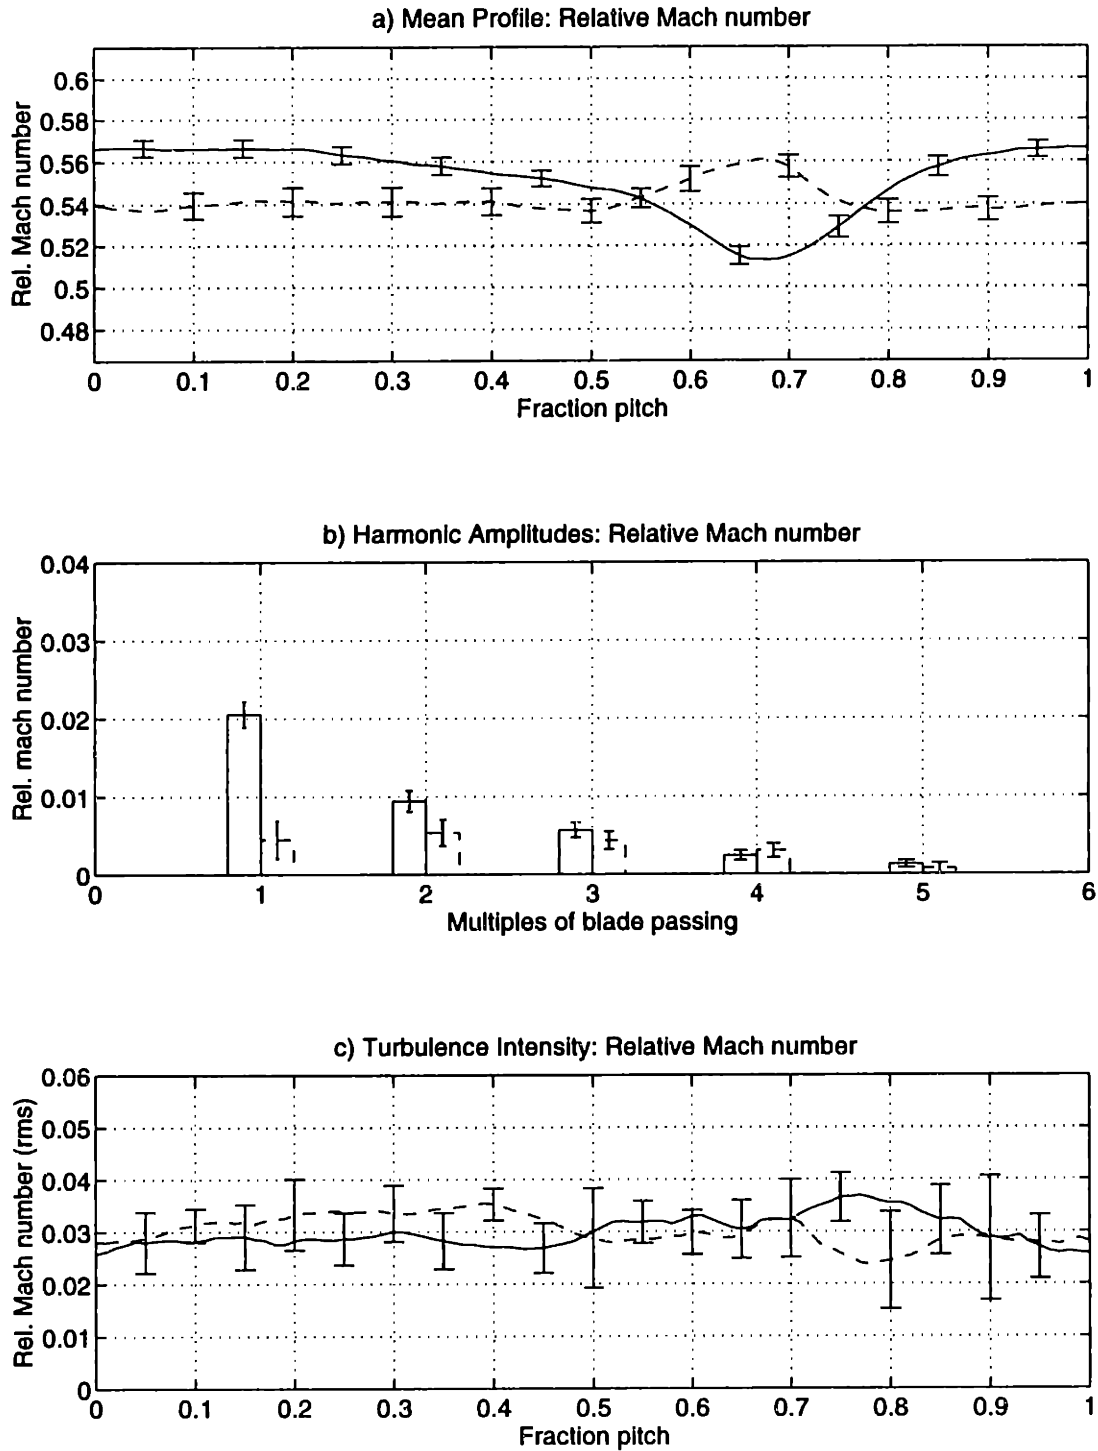 a) Mean Profile: Relative Mach number
Rel. Mach number
0.6
0.58
0.56
0.54
0.52
0.5
0.48
0 0.1 0.2 0.3 0.4 0.5 0.6 0.7 0.8 0.9 1
Fraction pitch
b) Harmonic Amplitudes: Relative Mach number
Rel. mach number
0.04
0.03
0.02
0.01
0
0 1 2 3 4 5 6
Multiples of blade passing
c) Turbulence Intensity: Relative Mach number
Rel. Mach number (rms)
0.06
0.05
0.04
0.03
0.02
0.01
0
0 0.1 0.2 0.3 0.4 0.5 0.6 0.7 0.8 0.9 1
Fraction pitch